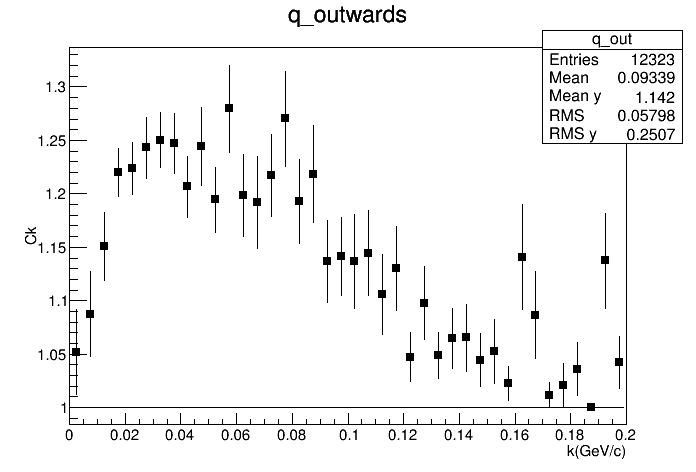 q_outwards
q_out
Entries 12323
Mean 0.09339
Mean y 1.142
RMS 0.05798
RMS y 0.2507
Ck
1.3
1.25
1.2
1.15
1.1
1.05
1
0 0.02 0.04 0.06 0.08 0.1 0.12 0.14 0.16 0.18 0.2
k(GeV/c)